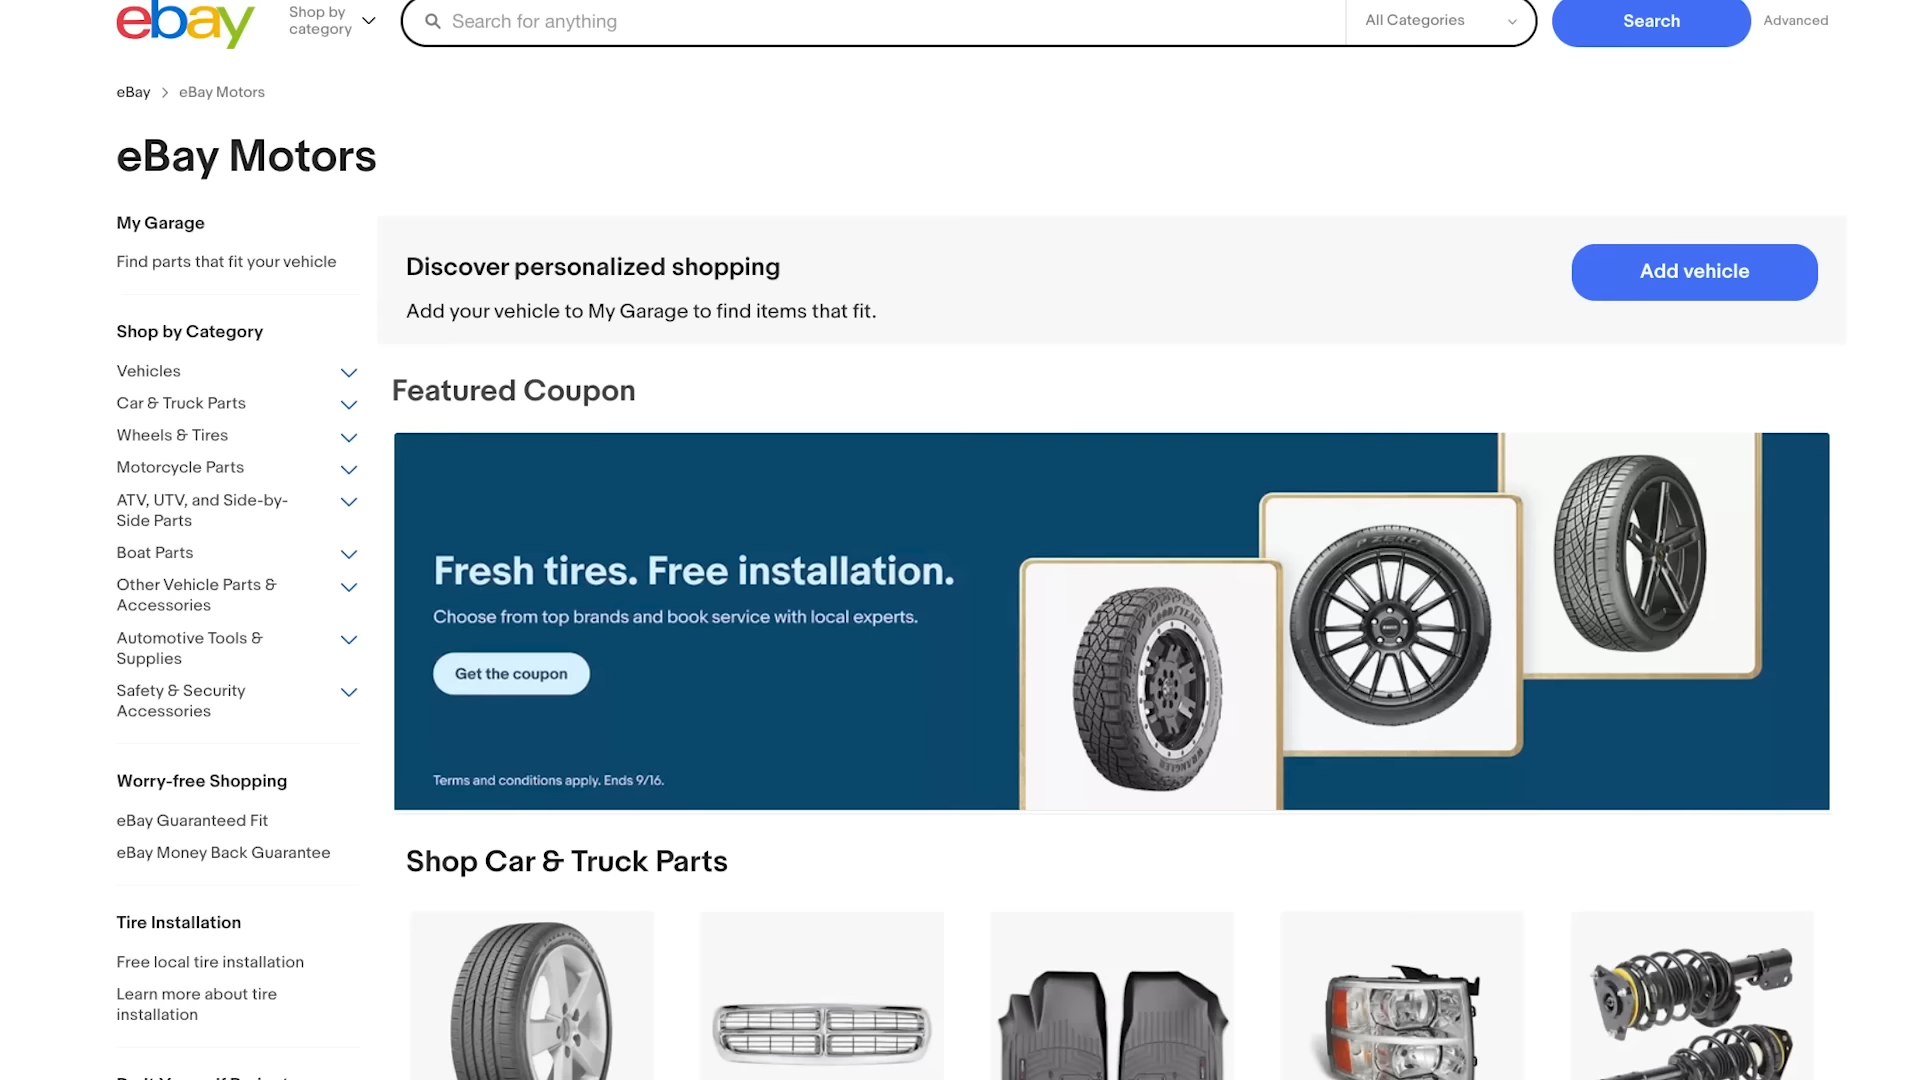 ebay
Shop by
category
Search for anything
All Categories
Search
Advanced
eBay
eBay Motors
eBay Motors
My Garage
Find parts that fit your vehicle
Shop by Category
Vehicles
Car & Truck Parts
Wheels & Tires
Motorcycle Parts
ATV, UTV, and Side-by-
Side Parts
Boat Parts
Other Vehicle Parts &
Accessories
Automotive Tools &
Supplies
Safety & Security
Accessories
Worry-free Shopping
eBay Guaranteed Fit
eBay Money Back Guarantee
Tire Installation
Free local tire installation
Learn more about tire
installation
Discover personalized shopping
Add your vehicle to My Garage to find items that fit.
Add vehicle
Featured Coupon
Fresh tires. Free installation.
Choose from top brands and book service with local experts.
Get the coupon
Terms and conditions apply. Ends 9/16.
GOODYEAR
WRANGLER
P ZERO
Shop Car & Truck Parts